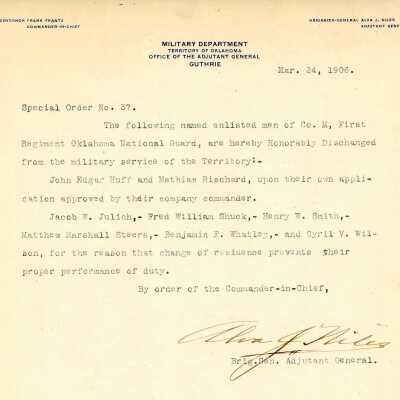 GOVERNOR FRANK FRANTZ
COMMANDER-IN-CHIEF
BRIGADIER-GENERAL ALVA J. NILES
ADJUTANT GENERAL
MILITARY DEPARTMENT
TERRITORY OF OKLAHOMA
OFFICE OF THE ADJUTANT GENERAL
GUTHRIE
Mar. 24, 1906.
Special Order No. 37.
The following named enlisted men of Co. M, First
Regiment Oklahoma National Guard, are hereby Honorably Discharged
from the military service of the Territory:-
John Edgar Huff and Mathias Rischard, upon their own appli-
cation approved by their company commander.
Jacob W. Julich,- Fred William Shuck,- Henry W. Smith,-
Matthew Marshall Steers,- Benjamin F. Whatley,- and Cyril V. Wil-
son, for the reason that change of residence prevents their
proper performance of duty.
By order of the Commander-in-Chief,
Alva J Niles
Brig.Gen. Adjutant General.